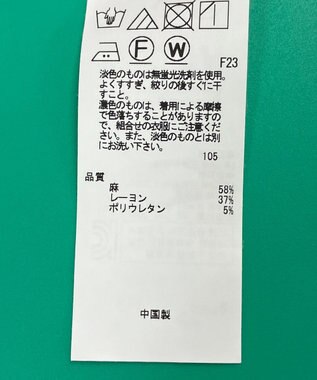 F W F23
淡色のものは無蛍光洗剤を使用。
よくすすぎ、絞りの後すぐに干
すこと。
濃色のものは、着用による摩擦
で色落ちすることがありますの
で、組合せの衣服にご注意くだ
さい。また、淡色のものとは別
にお洗い下さい。
105
品質
麻 58%
レーヨン 37%
ポリウレタン 5%
中国製